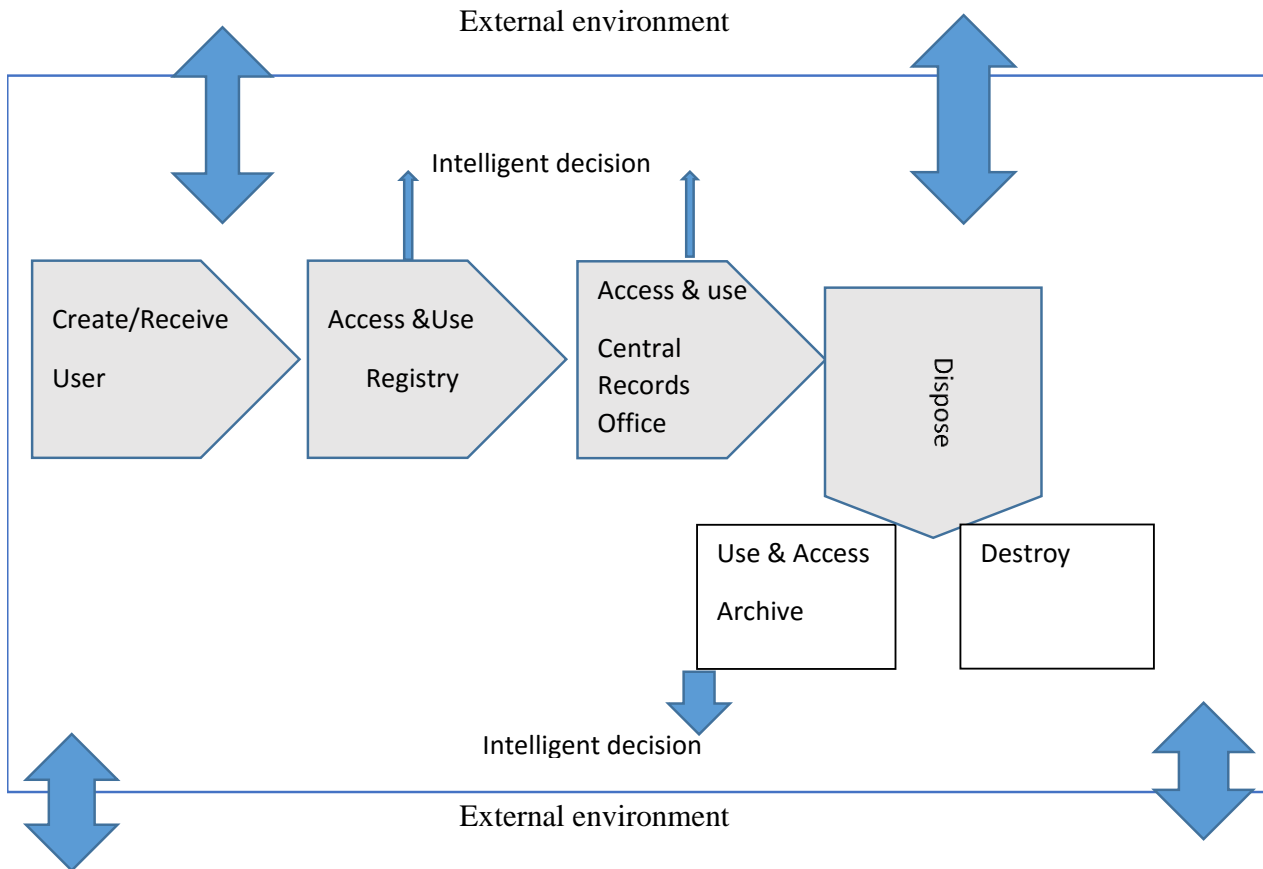 External environment
Intelligent decision
Create/Receive
User
Access &Use
Registry
Access & use
Central
Records
Office
Dispose
Use & Access
Archive
Destroy
Intelligent decision
External environment